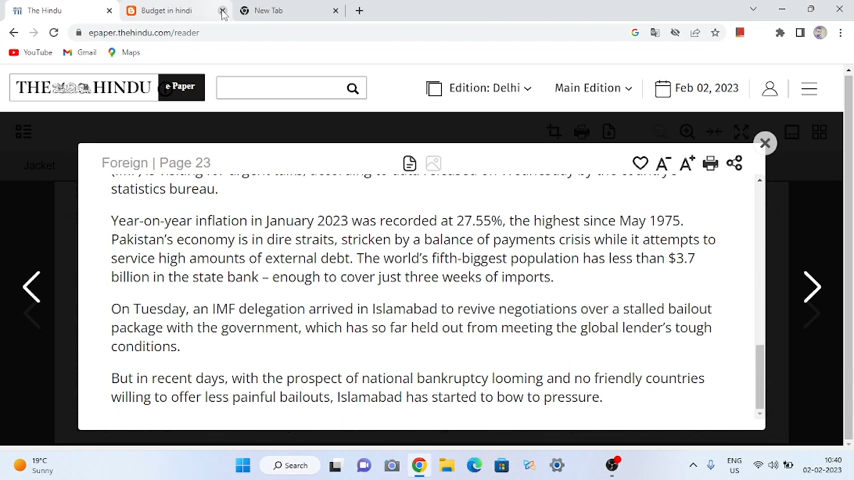 The Hindu
Budget in hindi
New Tab
epaper.thehindu.com/reader
YouTube
Gmail
Maps
THE HINDU e Paper
Edition: Delhi
Main Edition
Feb 02, 2023
Jacket
Foreign | Page 23
A−
A+
statistics bureau.
Year-on-year inflation in January 2023 was recorded at 27.55%, the highest since May 1975.
Pakistan's economy is in dire straits, stricken by a balance of payments crisis while it attempts to
service high amounts of external debt. The world's fifth-biggest population has less than $3.7
billion in the state bank – enough to cover just three weeks of imports.
On Tuesday, an IMF delegation arrived in Islamabad to revive negotiations over a stalled bailout
package with the government, which has so far held out from meeting the global lender's tough
conditions.
But in recent days, with the prospect of national bankruptcy looming and no friendly countries
willing to offer less painful bailouts, Islamabad has started to bow to pressure.
19°C
Sunny
Search
ENG
US
10:40
02-02-2023